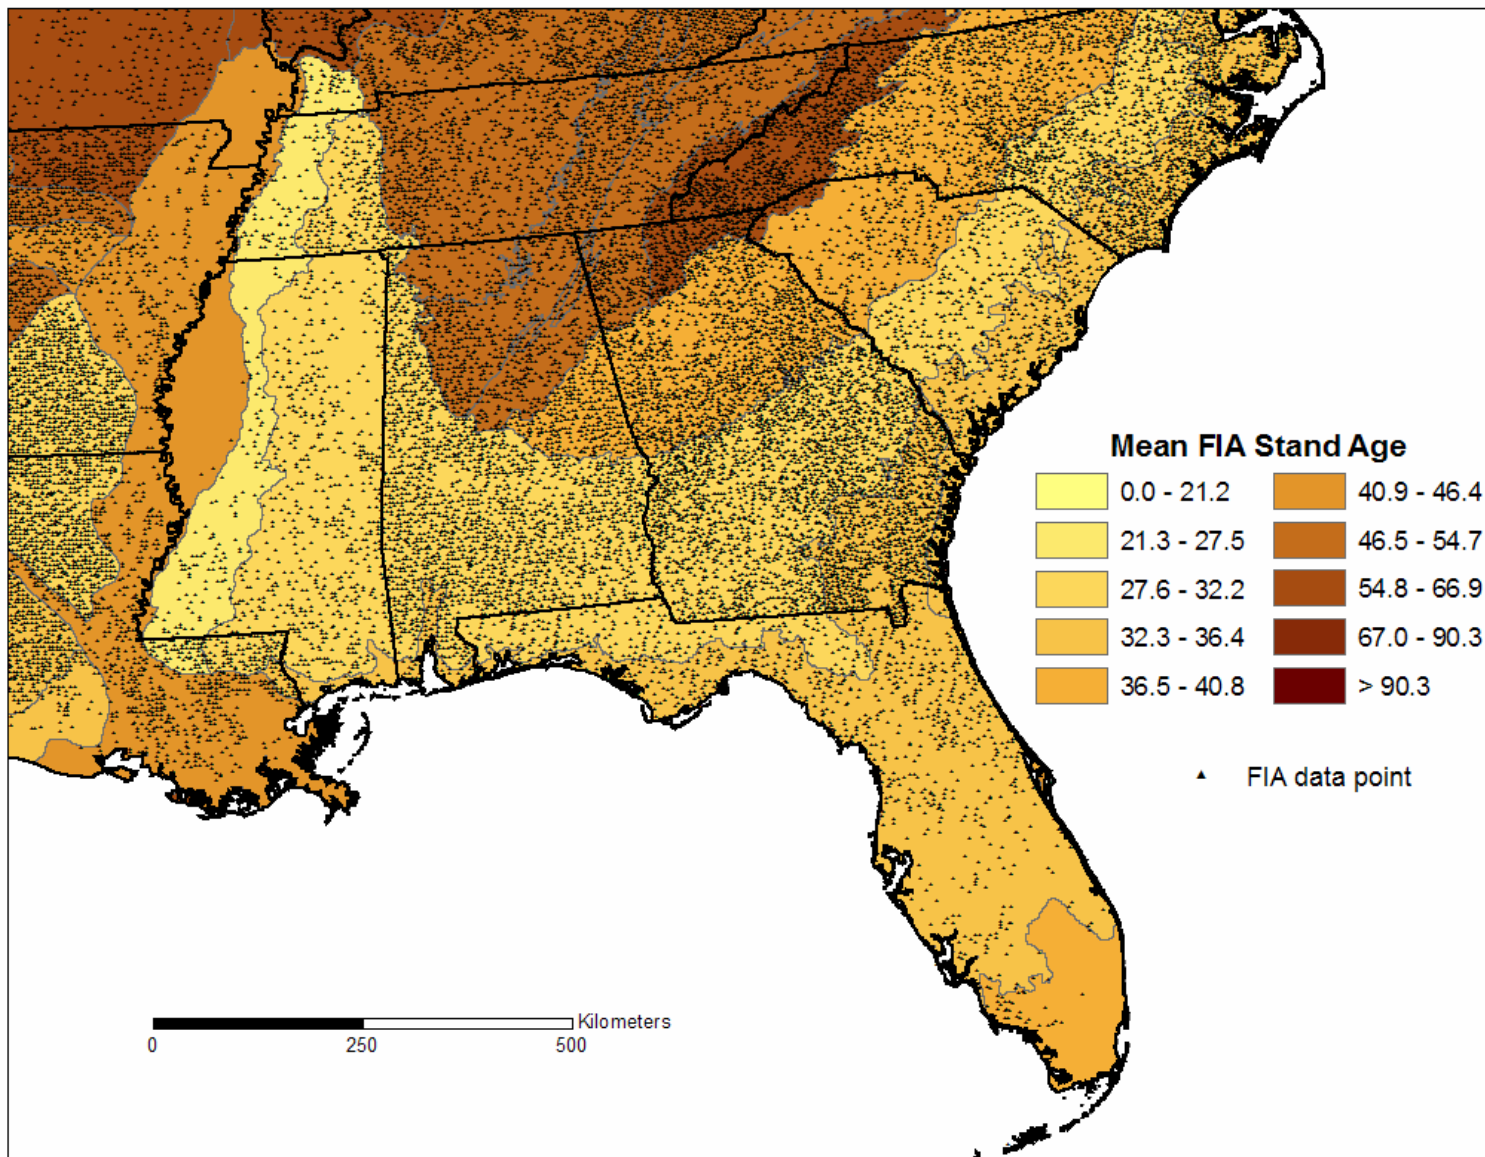 Mean FIA Stand Age
0.0 - 21.2
21.3 - 27.5
27.6 - 32.2
32.3 - 36.4
36.5 - 40.8
40.9 - 46.4
46.5 - 54.7
54.8 - 66.9
67.0 - 90.3
> 90.3
FIA data point
Kilometers
0 250 500